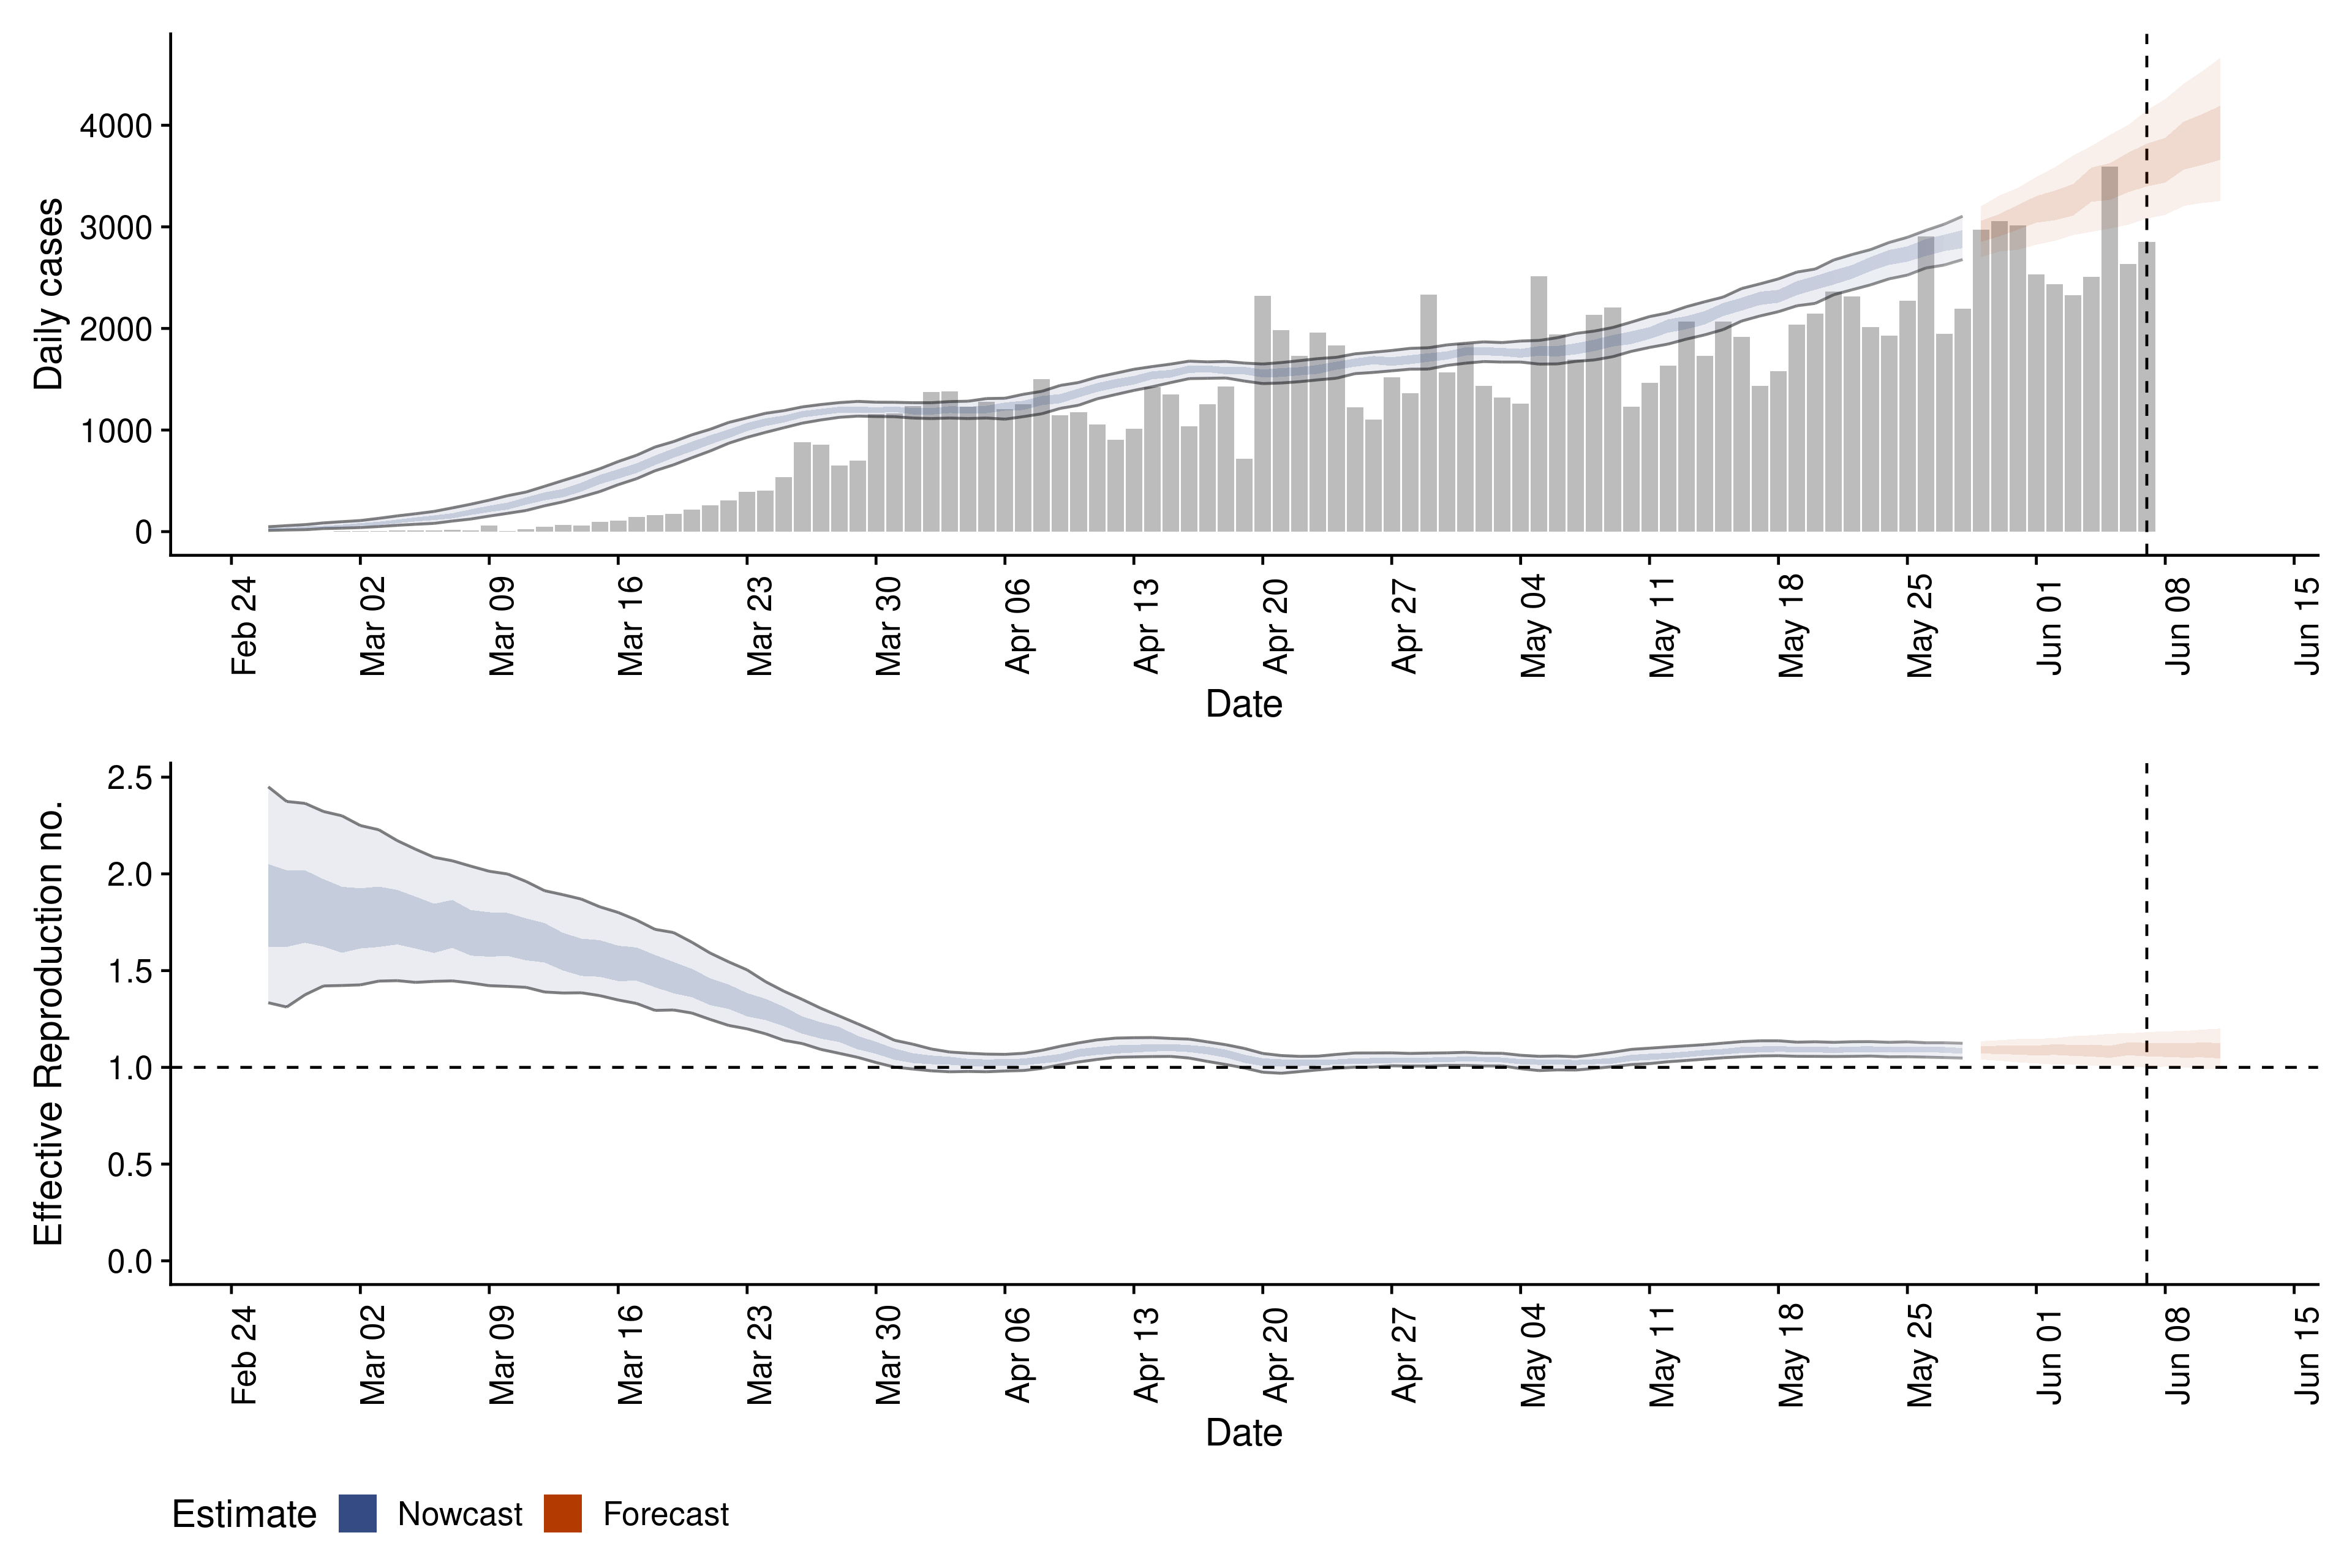 Daily cases
4000
3000
2000
1000
0
Feb 24
Mar 02
Mar 09
Mar 16
Mar 23
Mar 30
Apr 06
Apr 13
Apr 20
Apr 27
May 04
May 11
May 18
May 25
Jun 01
Jun 08
Jun 15
Date
Effective Reproduction no.
2.5
2.0
1.5
1.0
0.5
0.0
Feb 24
Mar 02
Mar 09
Mar 16
Mar 23
Mar 30
Apr 06
Apr 13
Apr 20
Apr 27
May 04
May 11
May 18
May 25
Jun 01
Jun 08
Jun 15
Date
Estimate Nowcast Forecast